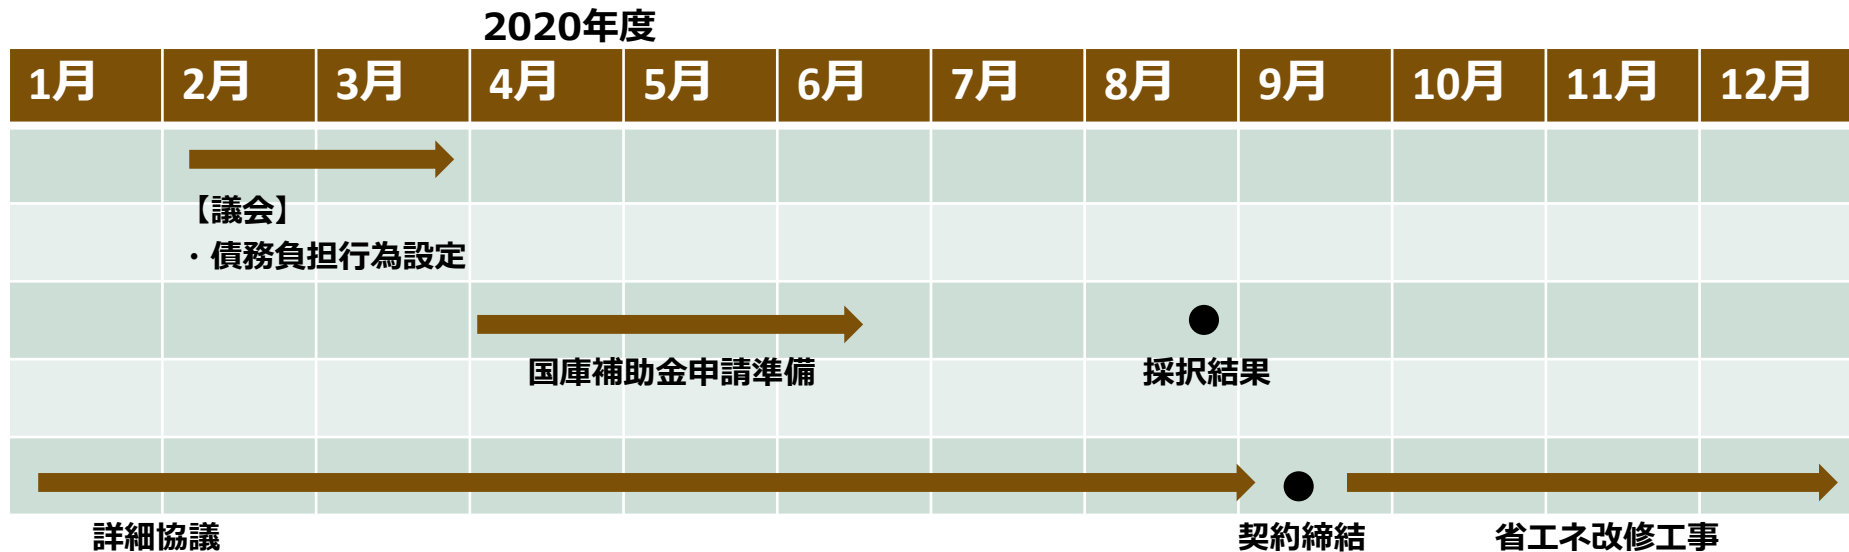 2020年度
1月 2月 3月 4月 5月 6月 7月 8月 9月 10月 11月 12月
【議会】
・債務負担行為設定
国庫補助金申請準備 採択結果
詳細協議 契約締結 省エネ改修工事